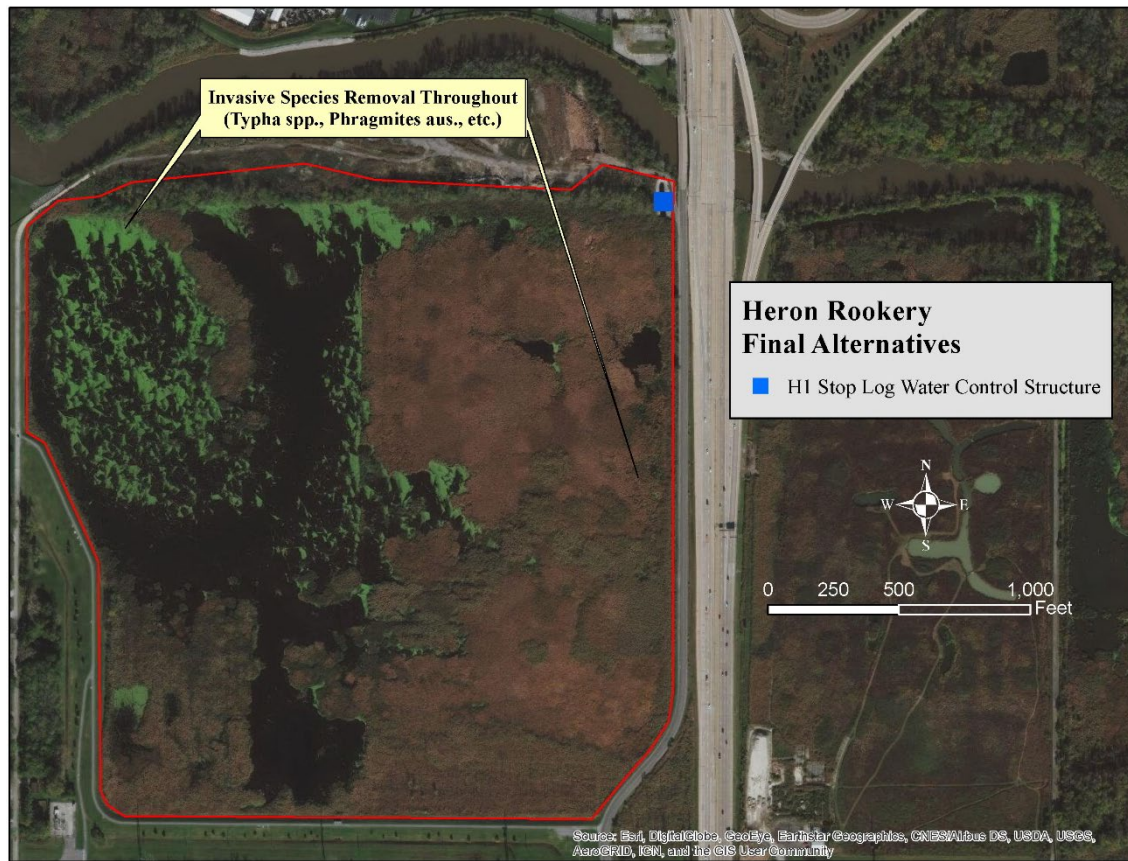 Invasive Species Removal Throughout
(Typha spp., Phragmites aus., etc.)
Heron Rookery
Final Alternatives
H1 Stop Log Water Control Structure
N
W E
S
0 250 500 1,000
Feet
Source: Esri, DigitalGlobe, GeoEye, Earthstar Geographics, CNES/Airbus DS, USDA, USGS,
AeroGRID, IGN, and the GIS User Community